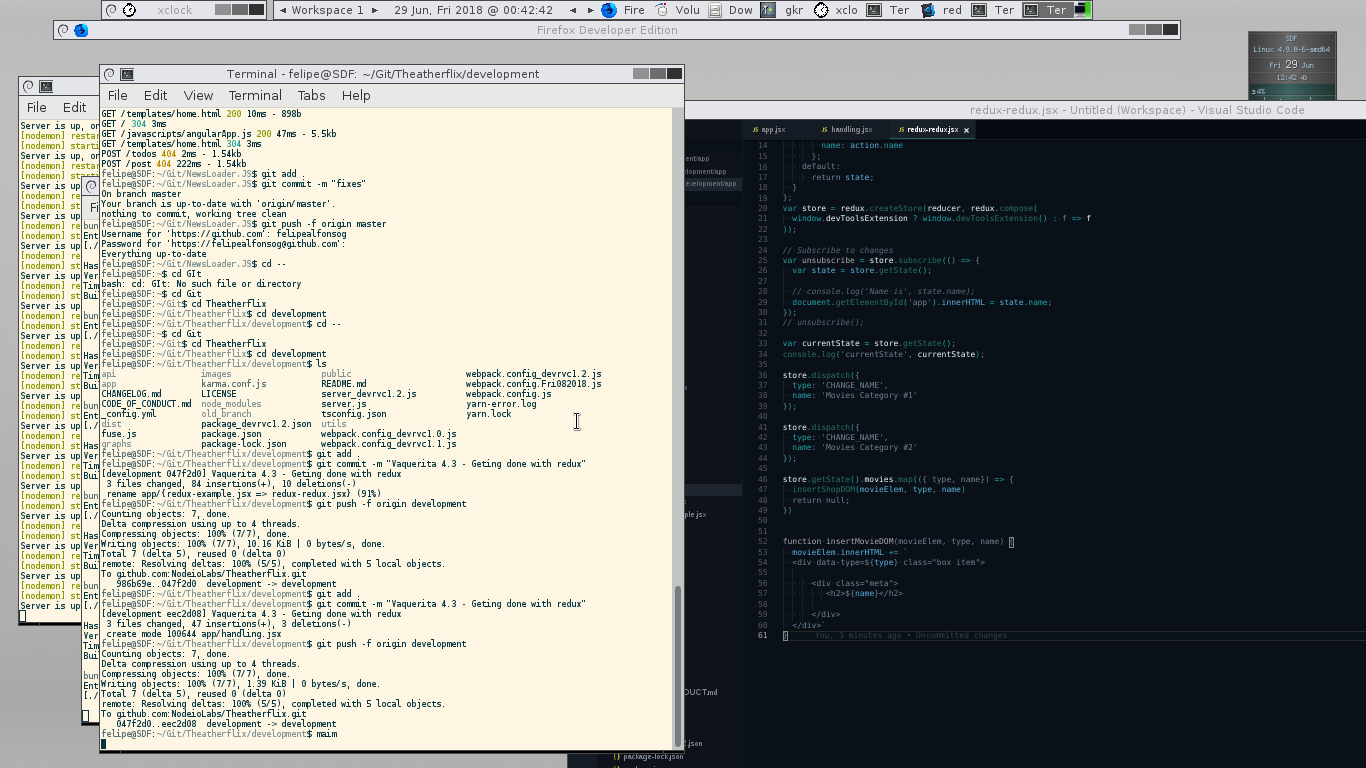 xclock
Workspace 1
29 Jun, Fri 2018 @ 00:42:42
Fire
Volu
Dow
gkr
xclo
Ter
red
Ter
Ter
Firefox Developer Edition
SDF
Linux 4.9.0-6-amd64
Fri 29 Jun
12:42 43
Terminal - felipe@SDF: ~/Git/Theatherflix/development
File Edit View Terminal Tabs Help
GET /templates/home.html 200 10ms - 898b
GET / 304 3ms
GET /javascripts/angularApp.js 200 47ms - 5.5kb
GET /templates/home.html 304 3ms
POST /todos 404 2ms - 1.54kb
POST /post 404 222ms - 1.54kb
felipe@SDF:~/Git/NewsLoader.JS$ git add .
felipe@SDF:~/Git/NewsLoader.JS$ git commit -m "fixes"
On branch master
Your branch is up-to-date with 'origin/master'.
nothing to commit, working tree clean
felipe@SDF:~/Git/NewsLoader.JS$ git push -f origin master
Username for 'https://github.com': felipealfonsog
Password for 'https://felipealfonsog@github.com':
Everything up-to-date
felipe@SDF:~/Git/NewsLoader.JS$ cd --
felipe@SDF:~$ cd GIt
bash: cd: GIt: No such file or directory
felipe@SDF:~$ cd Git
felipe@SDF:~/Git$ cd Theatherflix
felipe@SDF:~/Git/Theatherflix$ cd development
felipe@SDF:~/Git/Theatherflix/development$ cd --
felipe@SDF:~$ cd Git
felipe@SDF:~/Git$ cd Theatherflix
felipe@SDF:~/Git/Theatherflix$ cd development
felipe@SDF:~/Git/Theatherflix/development$ ls
api images public webpack.config_devrvc1.2.js
app karma.conf.js README.md webpack.config.Fri082018.js
CHANGELOG.md LICENSE server_devrvc1.2.js webpack.config.js
CODE_OF_CONDUCT.md node_modules server.js yarn-error.log
_config.yml old_branch tsconfig.json yarn.lock
dist package_devrvc1.2.json utils
fuse.js package.json webpack.config_devrvc1.0.js
graphs package-lock.json webpack.config_devrvc1.1.js
felipe@SDF:~/Git/Theatherflix/development$ git add .
felipe@SDF:~/Git/Theatherflix/development$ git commit -m "Vaquerita 4.3 - Geting done with redux"
[development 047f2d0] Vaquerita 4.3 - Geting done with redux
3 files changed, 84 insertions(+), 10 deletions(-)
rename app/{redux-example.jsx => redux-redux.jsx} (91%)
felipe@SDF:~/Git/Theatherflix/development$ git push -f origin development
Counting objects: 7, done.
Delta compression using up to 4 threads.
Compressing objects: 100% (7/7), done.
Writing objects: 100% (7/7), 10.16 KiB | 0 bytes/s, done.
Total 7 (delta 5), reused 0 (delta 0)
remote: Resolving deltas: 100% (5/5), completed with 5 local objects.
To github.com:NodeioLabs/Theatherflix.git
986b69e..047f2d0 development -> development
felipe@SDF:~/Git/Theatherflix/development$ git add .
felipe@SDF:~/Git/Theatherflix/development$ git commit -m "Vaquerita 4.3 - Geting done with redux"
[development eec2d08] Vaquerita 4.3 - Geting done with redux
3 files changed, 47 insertions(+), 3 deletions(-)
create mode 100644 app/handling.jsx
felipe@SDF:~/Git/Theatherflix/development$ git push -f origin development
Counting objects: 7, done.
Delta compression using up to 4 threads.
Compressing objects: 100% (7/7), done.
Writing objects: 100% (7/7), 1.39 KiB | 0 bytes/s, done.
Total 7 (delta 5), reused 0 (delta 0)
remote: Resolving deltas: 100% (5/5), completed with 5 local objects.
To github.com:NodeioLabs/Theatherflix.git
047f2d0..eec2d08 development -> development
felipe@SDF:~/Git/Theatherflix/development$ maim
redux-redux.jsx - Untitled (Workspace) - Visual Studio Code
app.jsx handling.jsx redux-redux.jsx ×
14 name: action.name
15 };
16 default:
17 return state;
18 }
19 };
20 var store = redux.createStore(reducer, redux.compose(
21 window.devToolsExtension ? window.devToolsExtension() : f => f
22 ));
23
24 // Subscribe to changes
25 var unsubscribe = store.subscribe(() => {
26 var state = store.getState();
27
28 // console.log('Name is', state.name);
29 document.getElementById('app').innerHTML = state.name;
30 });
31 // unsubscribe();
32
33 var currentState = store.getState();
34 console.log('currentState', currentState);
35
36 store.dispatch({
37 type: 'CHANGE_NAME',
38 name: 'Movies Category #1'
39 });
40
41 store.dispatch({
42 type: 'CHANGE_NAME',
43 name: 'Movies Category #2'
44 });
45
46 store.getState().movies.map(({ type, name}) => {
47 insertShopDOM(movieElem, type, name)
48 return null;
49 })
50
51
52 function insertMovieDOM(movieElem, type, name) {
53 movieElem.innerHTML += `
54 <div data-type=${type} class="box item">
55
56 <div class="meta">
57 <h2>${name}</h2>
58
59 </div>
60 </div>`
61 } You, 3 minutes ago • Uncommitted changes
package-lock.json
File Edit